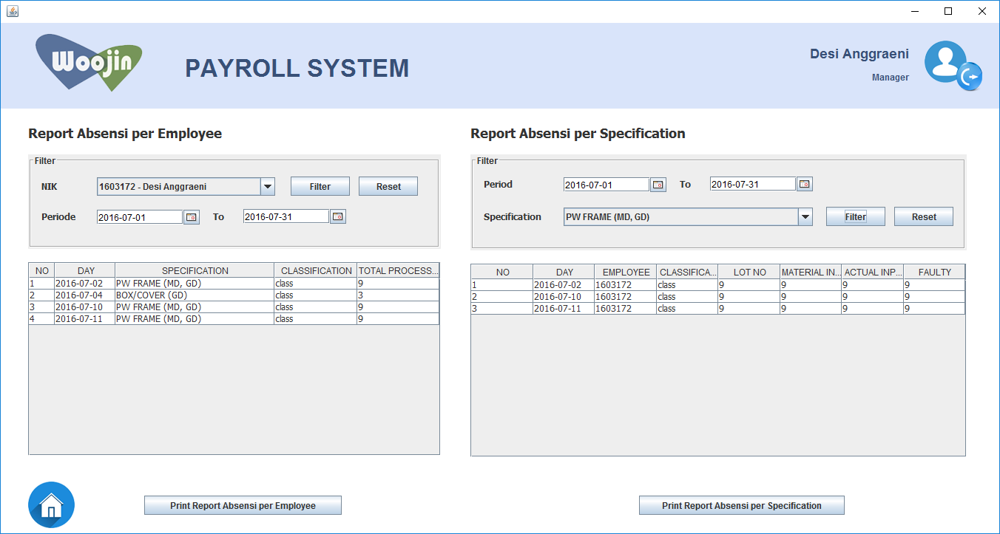 Woojin
PAYROLL SYSTEM
Desi Anggraeni
Manager
Report Absensi per Employee
Filter
NIK 1603172 - Desi Anggraeni Filter Reset
Periode 2016-07-01 To 2016-07-31
NO DAY SPECIFICATION CLASSIFICATION TOTAL PROCESS...
1 2016-07-02 PW FRAME (MD, GD) class 9
2 2016-07-04 BOX/COVER (GD) class 3
3 2016-07-10 PW FRAME (MD, GD) class 9
4 2016-07-11 PW FRAME (MD, GD) class 9
Print Report Absensi per Employee
Report Absensi per Specification
Filter
Period 2016-07-01 To 2016-07-31
Specification PW FRAME (MD, GD) Filter Reset
NO DAY EMPLOYEE CLASSIFICA... LOT NO MATERIAL IN... ACTUAL INP... FAULTY
1 2016-07-02 1603172 class 9 9 9 9
2 2016-07-10 1603172 class 9 9 9 9
3 2016-07-11 1603172 class 9 9 9 9
Print Report Absensi per Specification